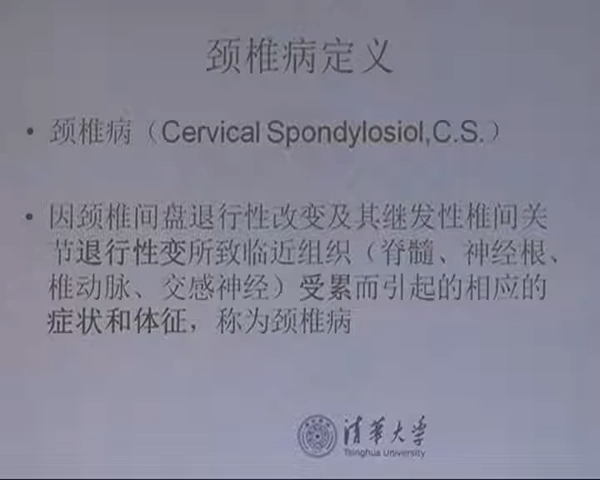 颈椎病定义
• 颈椎病（Cervical Spondylosiol,C.S.）
• 因颈椎间盘退行性改变及其继发性椎间关
节退行性变所致临近组织（脊髓、神经根、
椎动脉、交感神经）受累而引起的相应的
症状和体征，称为颈椎病
清华大学
Tsinghua University